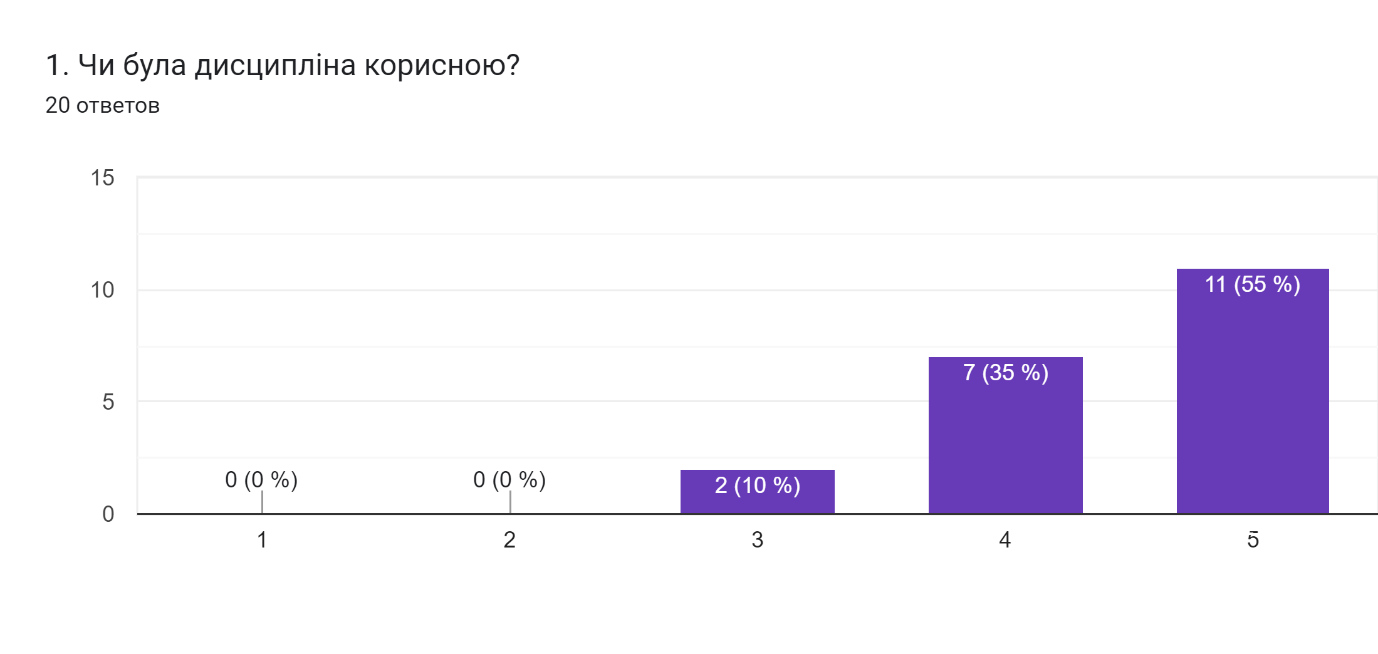 1. Чи була дисципліна корисною?
20 ответов
15
10
5
0
0 (0 %)
0 (0 %)
2 (10 %)
7 (35 %)
11 (55 %)
1
2
3
4
5